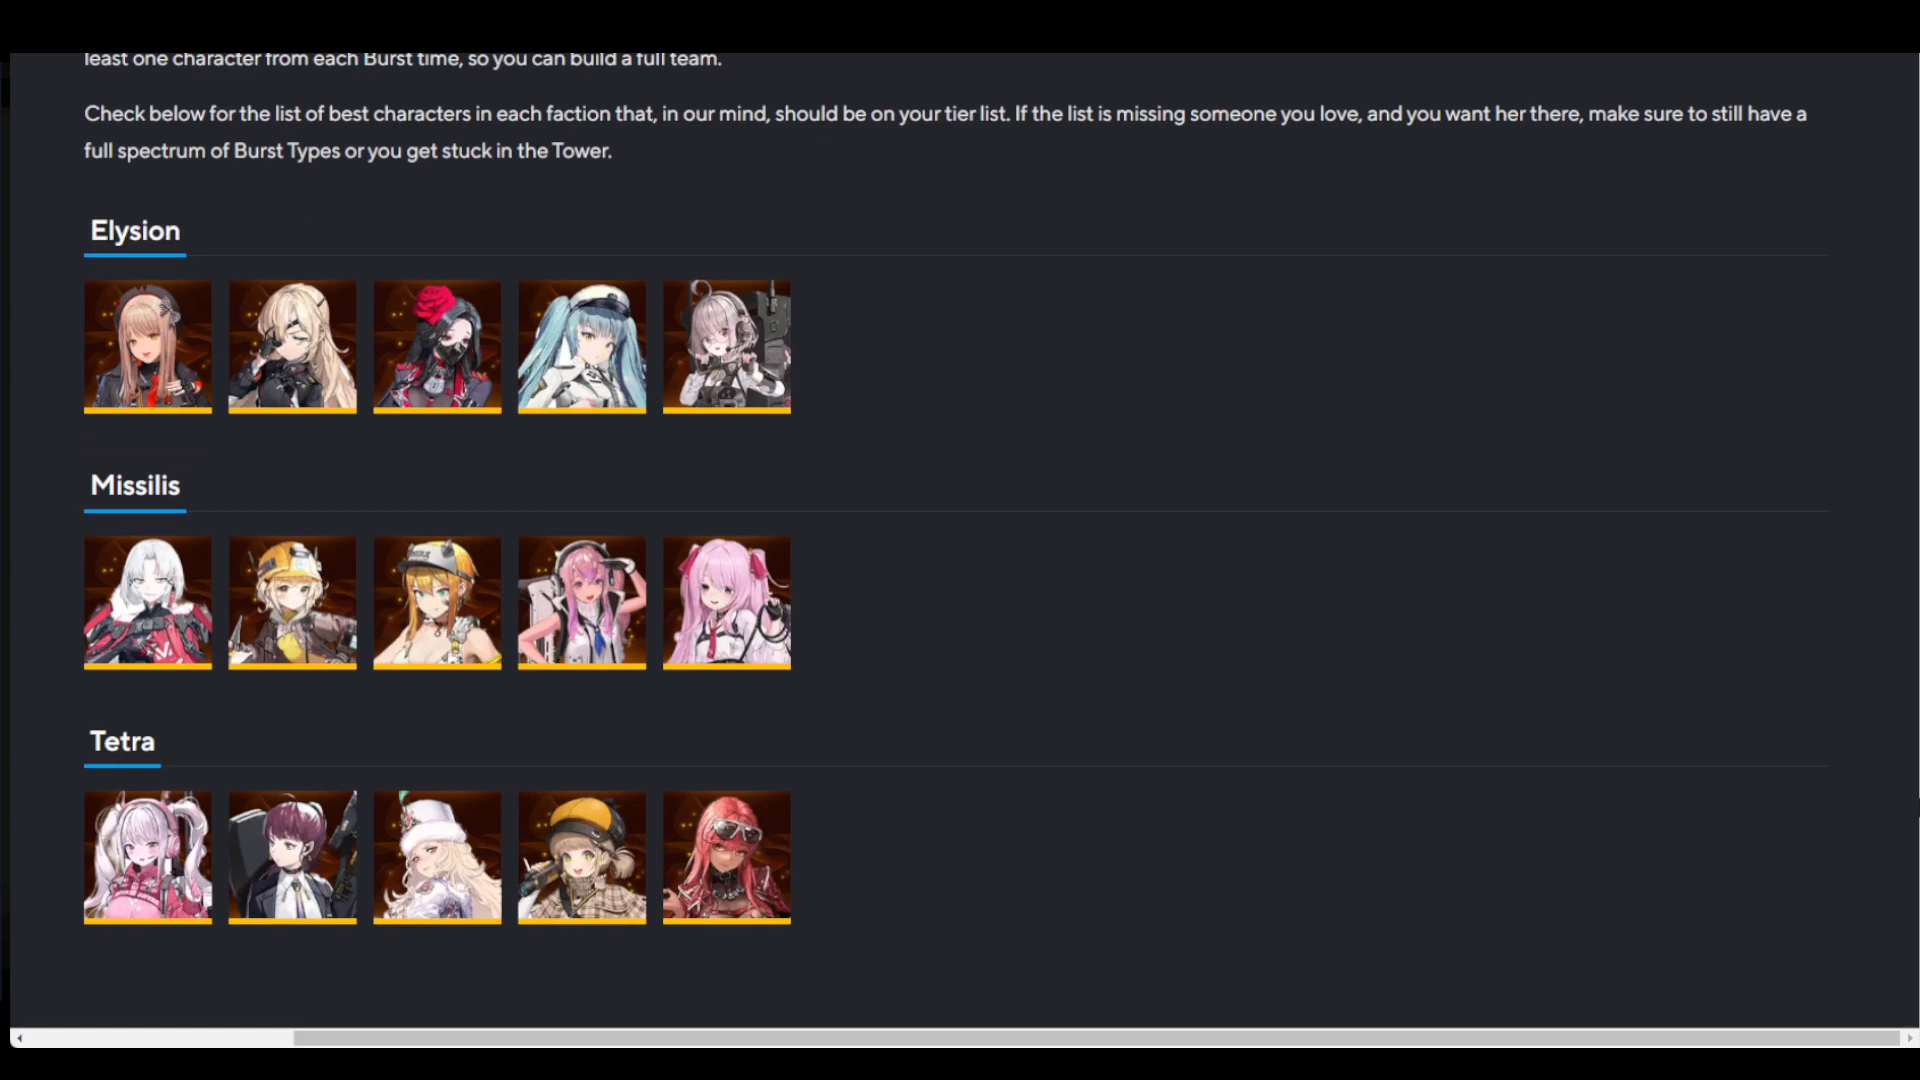 least one character from each Burst time, so you can build a full team.
Check below for the list of best characters in each faction that, in our mind, should be on your tier list. If the list is missing someone you love, and you want her there, make sure to still have a
full spectrum of Burst Types or you get stuck in the Tower.
Elysion
Missilis
Tetra